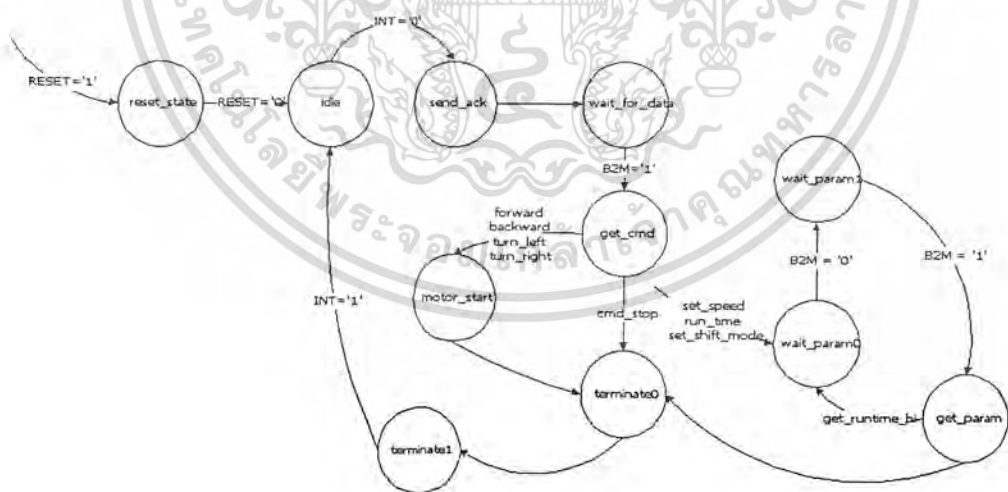 INT='0'
RESET='1'
reset_state
RESET='0'
idle
send_ack
wait_for_data
B2M='1'
wait_param1
forward
backward
turn_left
turn_right
get_cmd
B2M = '0'
B2M = '1'
motor_start
INT='1'
cmd_stop
set_speed
run_time
set_shift_mode
wait_param0
terminate0
get_runtime_hi
get_param
terminate1